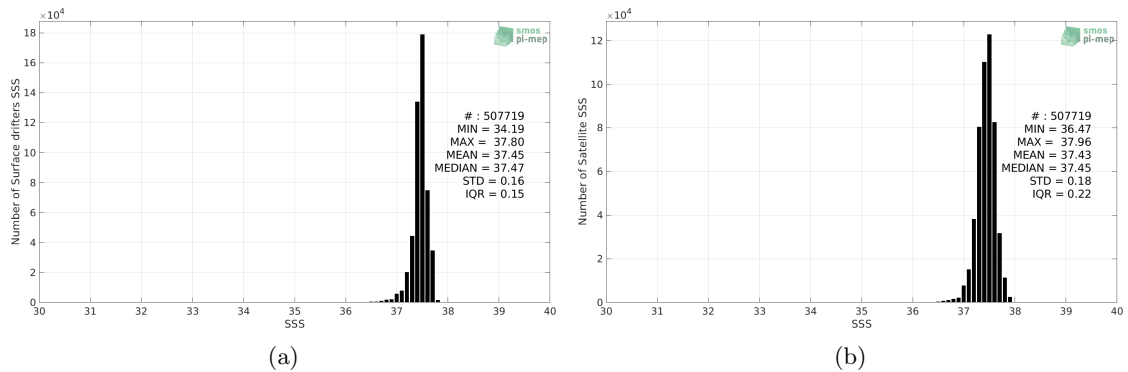 ×10⁴
18
16
14
12
10
8
6
4
2
0
Number of Surface drifters SSS
smos
pi-mep
# : 507719
MIN = 34.19
MAX = 37.80
MEAN = 37.45
MEDIAN = 37.47
STD = 0.16
IQR = 0.15
30 31 32 33 34 35 36 37 38 39 40
SSS
(a)
×10⁴
12
10
8
6
4
2
0
Number of Satellite SSS
smos
pi-mep
# : 507719
MIN = 36.47
MAX = 37.96
MEAN = 37.43
MEDIAN = 37.45
STD = 0.18
IQR = 0.22
30 31 32 33 34 35 36 37 38 39 40
SSS
(b)